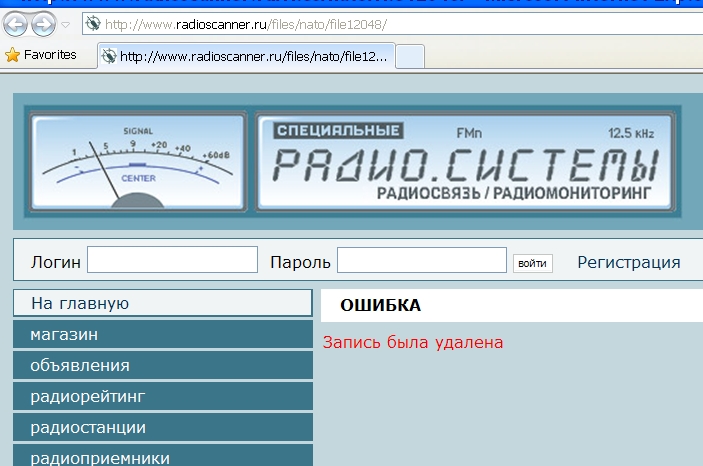 http://www.radioscanner.ru/files/nato/file12048/
Favorites
http://www.radioscanner.ru/files/nato/file12...
SIGNAL
1 3 5 9 +20 +40 +60dB
CENTER
СПЕЦИАЛЬНЫЕ FMn 12.5 кHz
РАДИО.СИСТЕМЫ
РАДИОСВЯЗЬ / РАДИОМОНИТОРИНГ
Логин Пароль войти Регистрация
На главную
ОШИБКА
магазин
Запись была удалена
объявления
радиорейтинг
радиостанции
радиоприемники